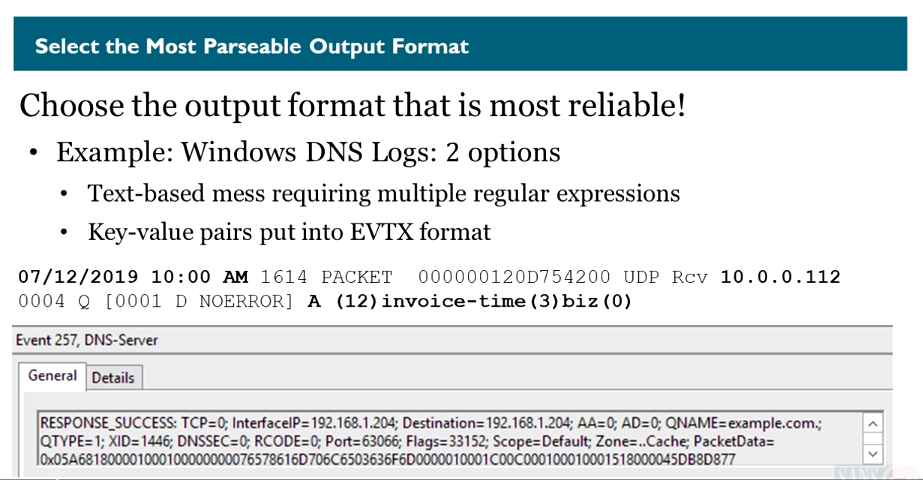 Select the Most Parseable Output Format
Choose the output format that is most reliable!
• Example: Windows DNS Logs: 2 options
• Text-based mess requiring multiple regular expressions
• Key-value pairs put into EVTX format
07/12/2019 10:00 AM 1614 PACKET  000000120D754200 UDP Rcv 10.0.0.112
0004 Q [0001 D NOERROR] A (12)invoice-time(3)biz(0)
Event 257, DNS-Server
General Details
RESPONSE_SUCCESS: TCP=0; InterfaceIP=192.168.1.204; Destination=192.168.1.204; AA=0; AD=0; QNAME=example.com.;
QTYPE=1; XID=1446; DNSSEC=0; RCODE=0; Port=63066; Flags=33152; Scope=Default; Zone=..Cache; PacketData=
0x05A681800001000100000000076578616D706C6503636F6D0000010001C00C000100010001518000045DB8D877
SANS